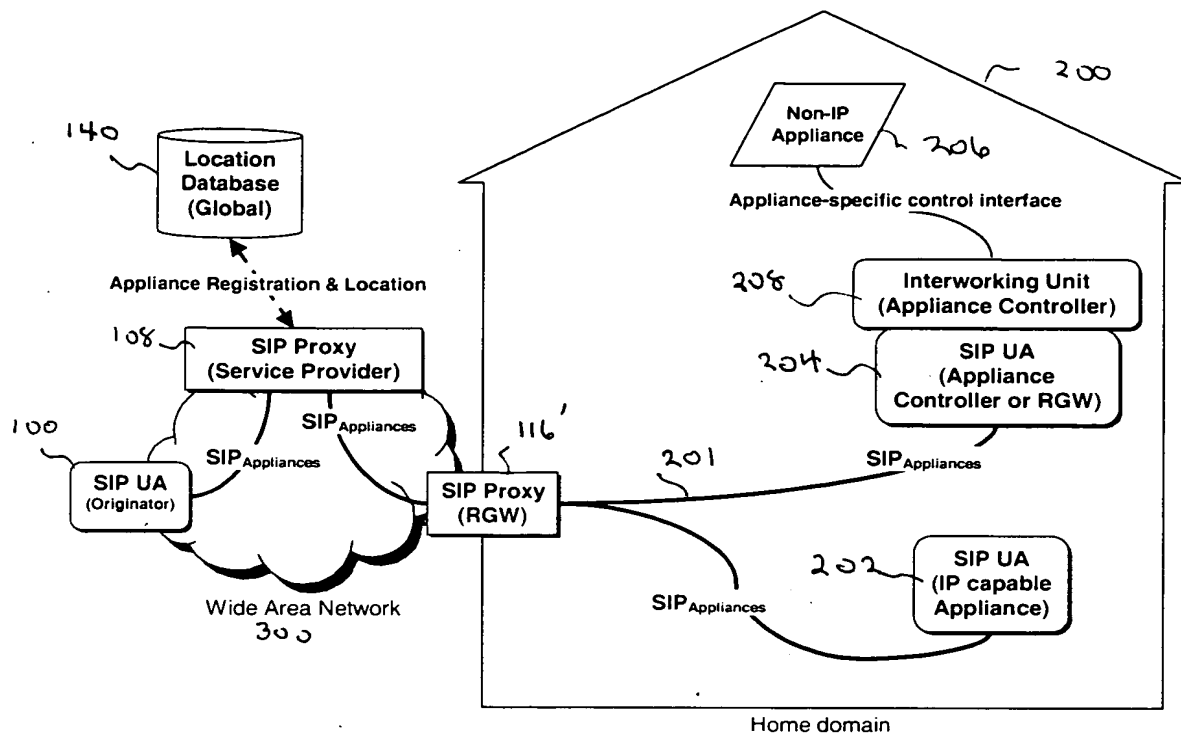 200
140
Non-IP
Appliance
206
Location
Database
(Global)
Appliance-specific control interface
Appliance Registration & Location
208
Interworking Unit
(Appliance Controller)
108
SIP Proxy
(Service Provider)
204
SIP UA
(Appliance
Controller or RGW)
100
SIPAppliances
SIPAppliances
116'
201
SIPAppliances
SIP UA
(Originator)
SIP Proxy
(RGW)
202
SIP UA
(IP capable
Appliance)
SIPAppliances
Wide Area Network
300
Home domain